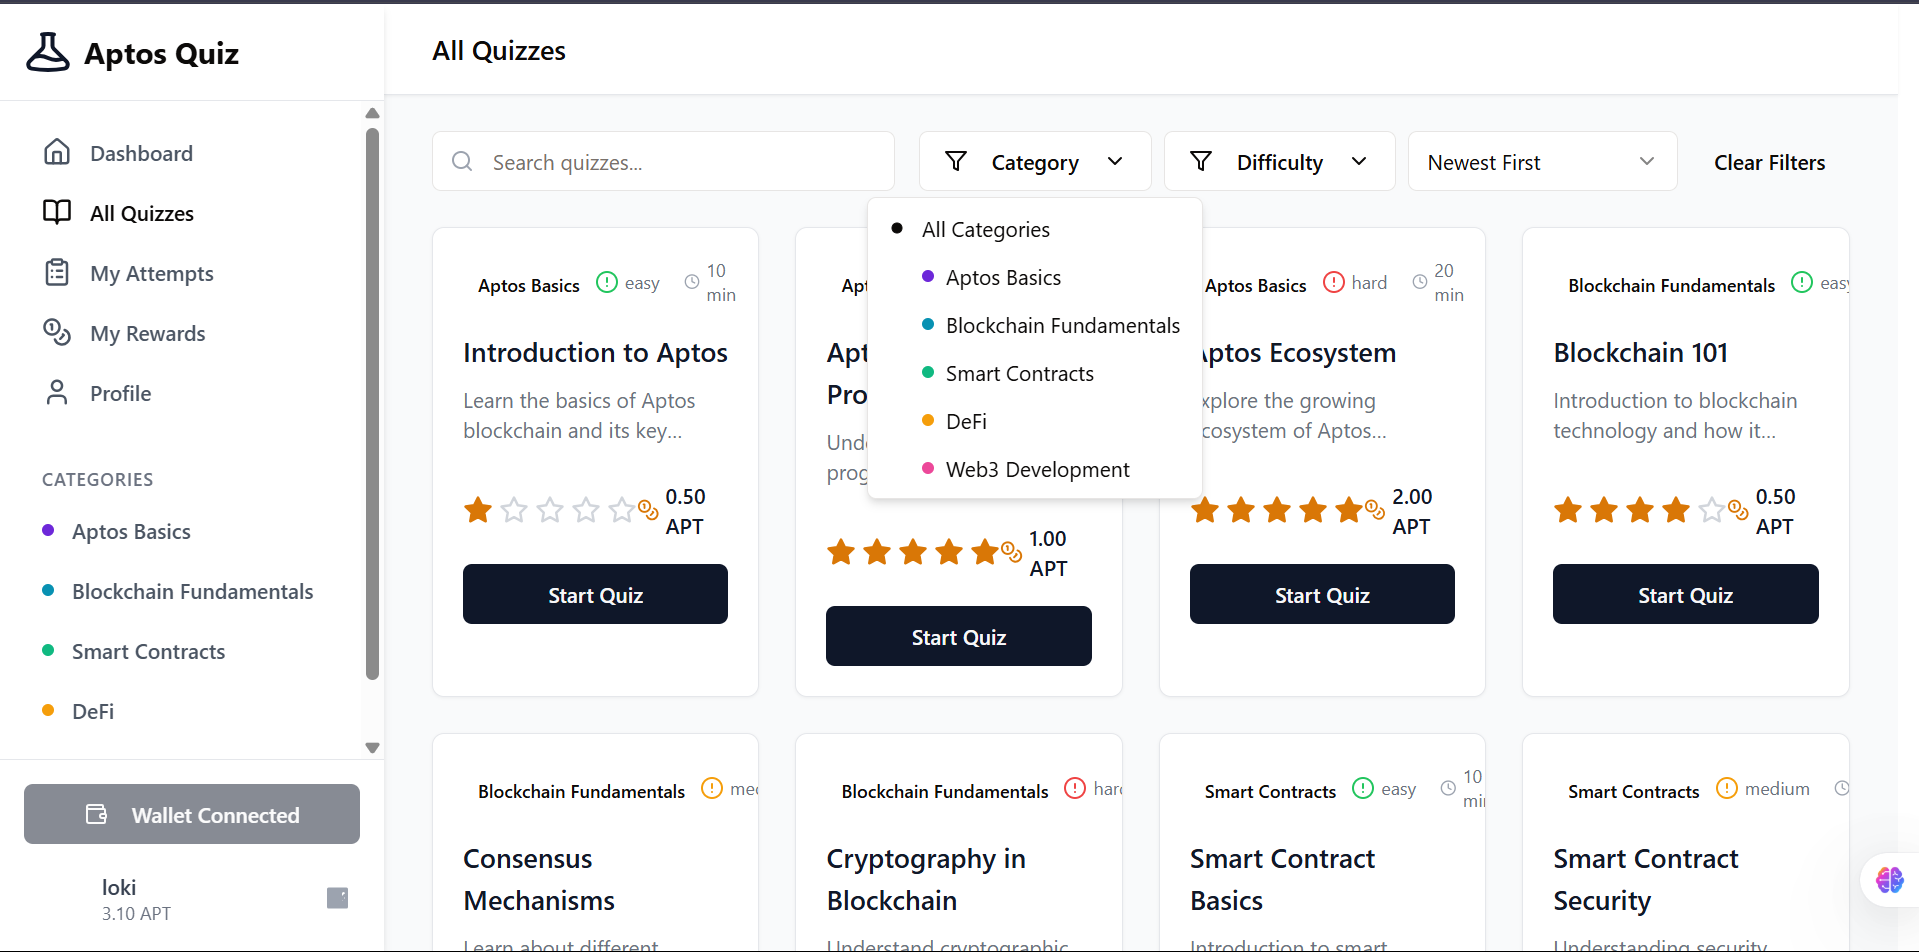 Aptos Quiz
Dashboard
All Quizzes
My Attempts
My Rewards
Profile
CATEGORIES
Aptos Basics
Blockchain Fundamentals
Smart Contracts
DeFi
Wallet Connected
loki
3.10 APT
All Quizzes
Search quizzes...
Category
Difficulty
Newest First
Clear Filters
All Categories
Aptos Basics
Blockchain Fundamentals
Smart Contracts
DeFi
Web3 Development
Aptos Basics
easy
10
min
Introduction to Aptos
Learn the basics of Aptos
blockchain and its key...
0.50
APT
Start Quiz
Apt
Pro
Und
prog
1.00
APT
Start Quiz
Aptos Basics
hard
20
min
Aptos Ecosystem
xplore the growing
cosystem of Aptos...
2.00
APT
Start Quiz
Blockchain Fundamentals
easy
Blockchain 101
Introduction to blockchain
technology and how it...
0.50
APT
Start Quiz
Blockchain Fundamentals
med
Consensus
Mechanisms
Learn about different
Blockchain Fundamentals
hard
Cryptography in
Blockchain
Understand cryptographic
Smart Contracts
easy
10
min
Smart Contract
Basics
Introduction to smart
Smart Contracts
medium
Smart Contract
Security
Understanding security